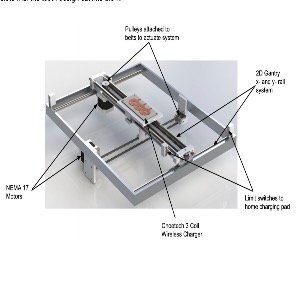 Pulleys attached to
belts to actuate system
2D Gantry
x- and y- rail
system
NEMA 17
Motors
Limit switches to
home charging pad
Choetech 3 Coil
Wireless Charger